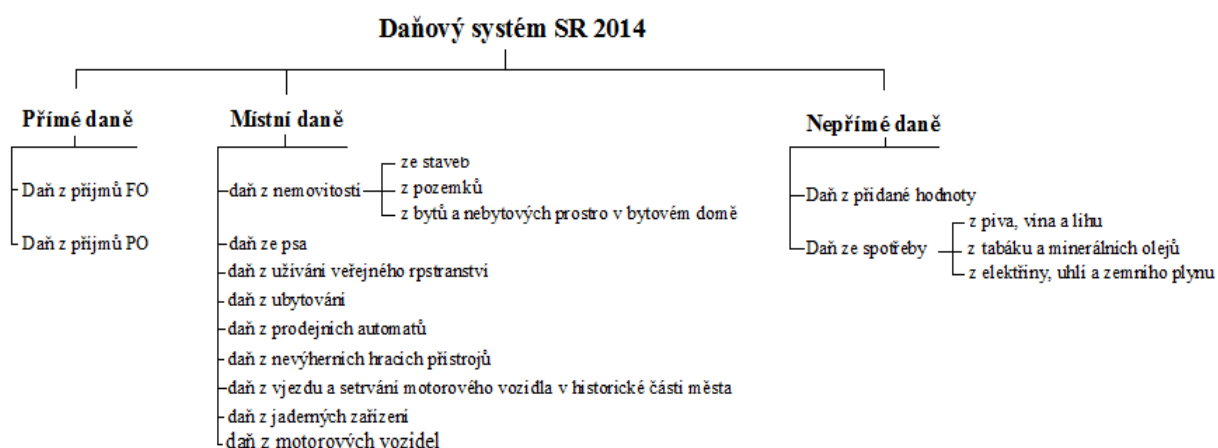 Daňový systém SR 2014
Přímé daně
Daň z příjmů FO
Daň z příjmů PO
Místní daně
daň z nemovitostí
ze staveb
z pozemků
z bytů a nebytových prostro v bytovém domě
daň ze psa
daň z užívání veřejného rpstranství
daň z ubytování
daň z prodejních automatů
daň z nevýherních hracích přístrojů
daň z vjezdu a setrvání motorového vozidla v historické části města
daň z jaderných zařízení
daň z motorových vozidel
Nepřímé daně
Daň z přidané hodnoty
Daň ze spotřeby
z piva, vína a lihu
z tabáku a minerálních olejů
z elektřiny, uhlí a zemního plynu